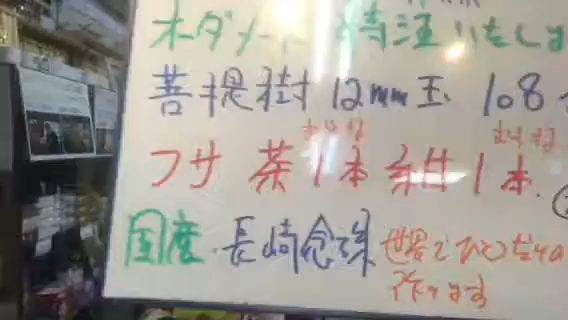 オーダーメード 特注いたしま
菩提樹 12mm玉 108
フサ 茶1本 紺1本
国産 長崎念珠 世界でひとつだけの
作ります